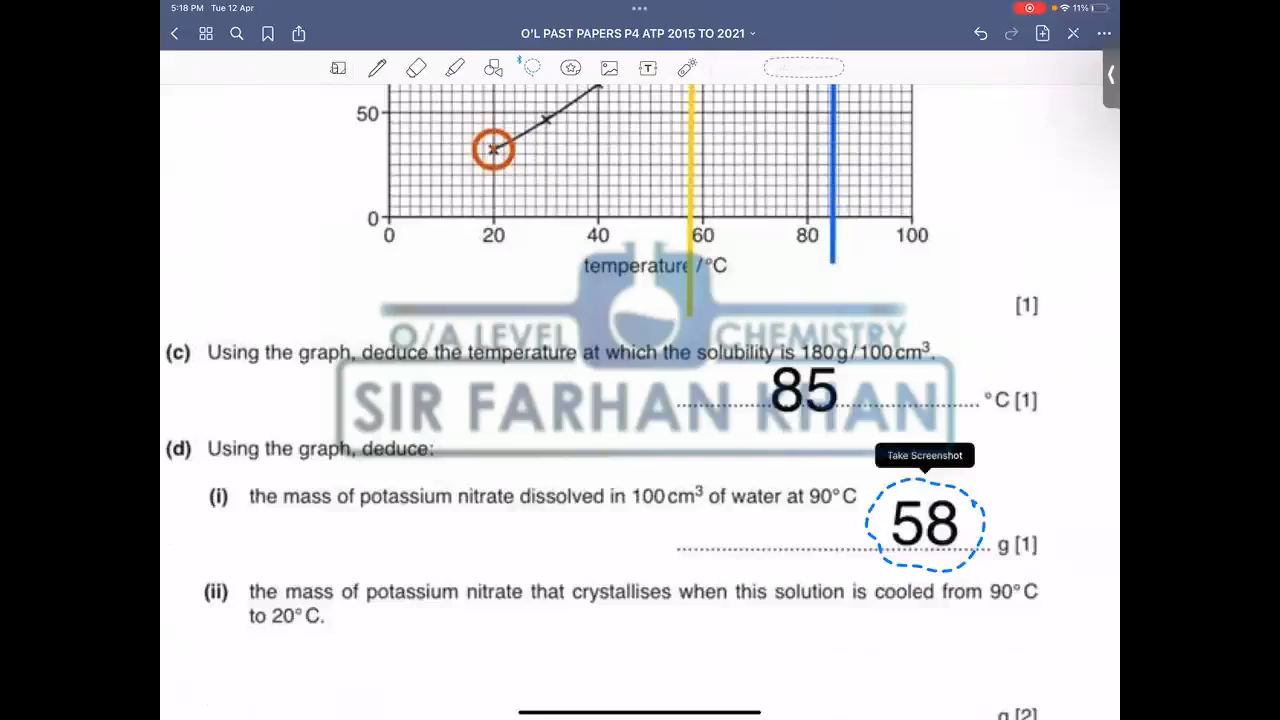 5:18 PM Tue 12 Apr
11%
O'L PAST PAPERS P4 ATP 2015 TO 2021
50
0
0 20 40 60 80 100
temperature /°C
[1]
O/A LEVEL CHEMISTRY
(c) Using the graph, deduce the temperature at which the solubility is 180 g/100 cm³.
85
°C [1]
SIR FARHAN KHAN
(d) Using the graph, deduce:
Take Screenshot
(i) the mass of potassium nitrate dissolved in 100 cm³ of water at 90°C
58
g [1]
(ii) the mass of potassium nitrate that crystallises when this solution is cooled from 90°C
to 20°C.
g [2]